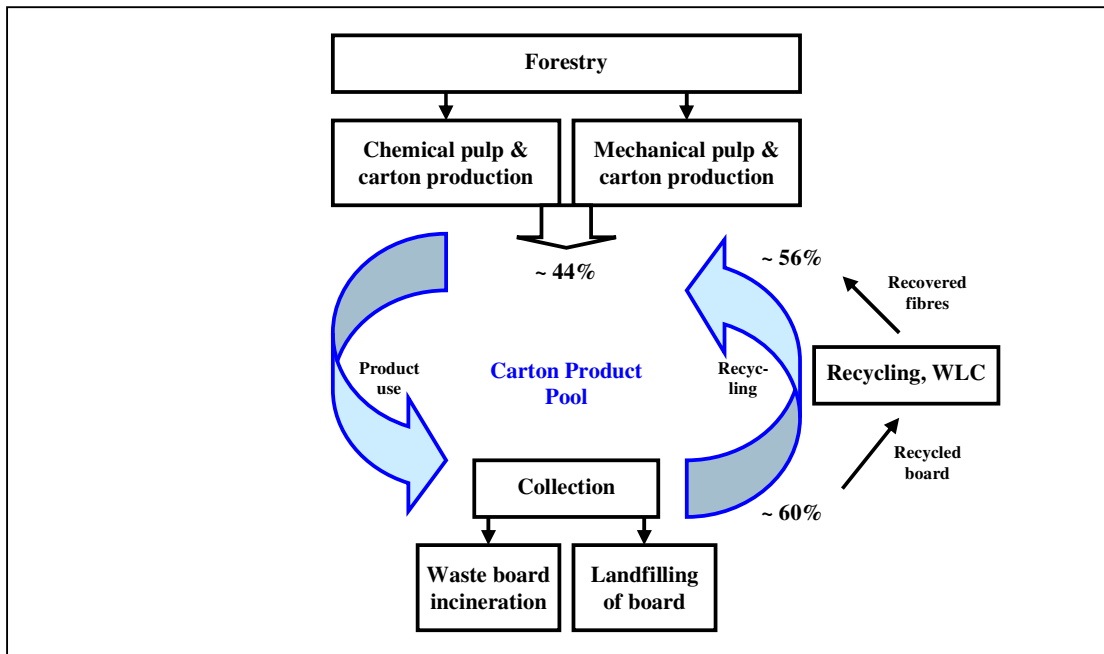 Forestry
Chemical pulp &
carton production
Mechanical pulp &
carton production
~ 44%
~ 56%
Recovered
fibres
Product
use
Carton Product
Pool
Recyc-
ling
Recycling, WLC
Recycled
board
Collection
~ 60%
Waste board
incineration
Landfilling
of board